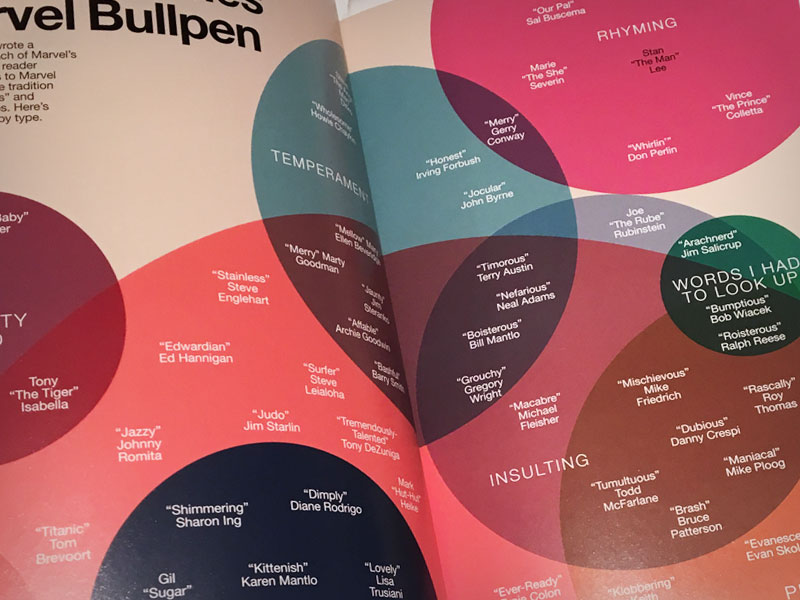 rvel Bullpen
wrote a
ch of Marvel's
reader
s to Marvel
e tradition
s" and
es. Here's
by type.
"Our Pal"
Sal Buscema
RHYMING
Stan
"The Man"
Lee
Marie
"The She"
Severin
Vince
"The Prince"
Colletta
"Merry"
Gerry
Conway
"Whirlin'"
Don Perlin
"Wholesome"
Howie Chaykin
TEMPERAMENT
"Honest"
Irving Forbush
"Jocular"
John Byrne
Joe
"The Rube"
Rubinstein
"Arachnerd"
Jim Salicrup
WORDS I HAD
TO LOOK UP
"Bumptious"
Bob Wiacek
"Roisterous"
Ralph Reese
Baby"
er
"Mellow"
Ellen
"Merry" Marty
Goodman
"Jaunty"
Jim
Steranko
"Affable"
Archie Goodwin
"Bashful"
Barry Smith
"Timorous"
Terry Austin
"Nefarious"
Neal Adams
"Boisterous"
Bill Mantlo
"Grouchy"
Gregory
Wright
"Stainless"
Steve
Englehart
TY
"Edwardian"
Ed Hannigan
"Surfer"
Steve
Leialoha
Tony
"The Tiger"
Isabella
"Judo"
Jim Starlin
"Jazzy"
Johnny
Romita
"Tremendously-
Talented"
Tony DeZuniga
"Macabre"
Michael
Fleisher
"Mischievous"
Mike
Friedrich
"Rascally"
Roy
Thomas
"Dubious"
Danny Crespi
"Maniacal"
Mike Ploog
INSULTING
"Tumultuous"
Todd
McFarlane
"Brash"
Bruce
Patterson
Mark
"Hut-Hut"
Heike
"Shimmering"
Sharon Ing
"Dimply"
Diane Rodrigo
"Titanic"
Tom
Brevoort
Gil
"Sugar"
"Kittenish"
Karen Mantlo
"Lovely"
Lisa
Trusiani
"Evanesce
Evan Skol
"Ever-Ready"
Ernie Colon
"Klobbering"
Keith
P